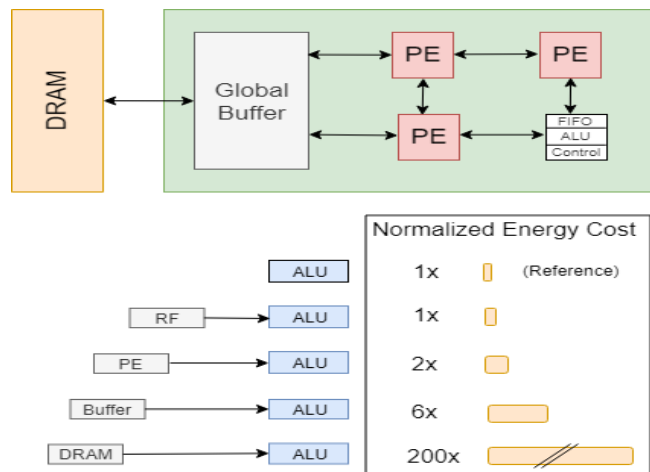 DRAM
Global
Buffer
PE
PE
PE
FIFO
ALU
Control
Normalized Energy Cost
ALU
1x
(Reference)
RF
ALU
1x
PE
ALU
2x
Buffer
ALU
6x
DRAM
ALU
200x